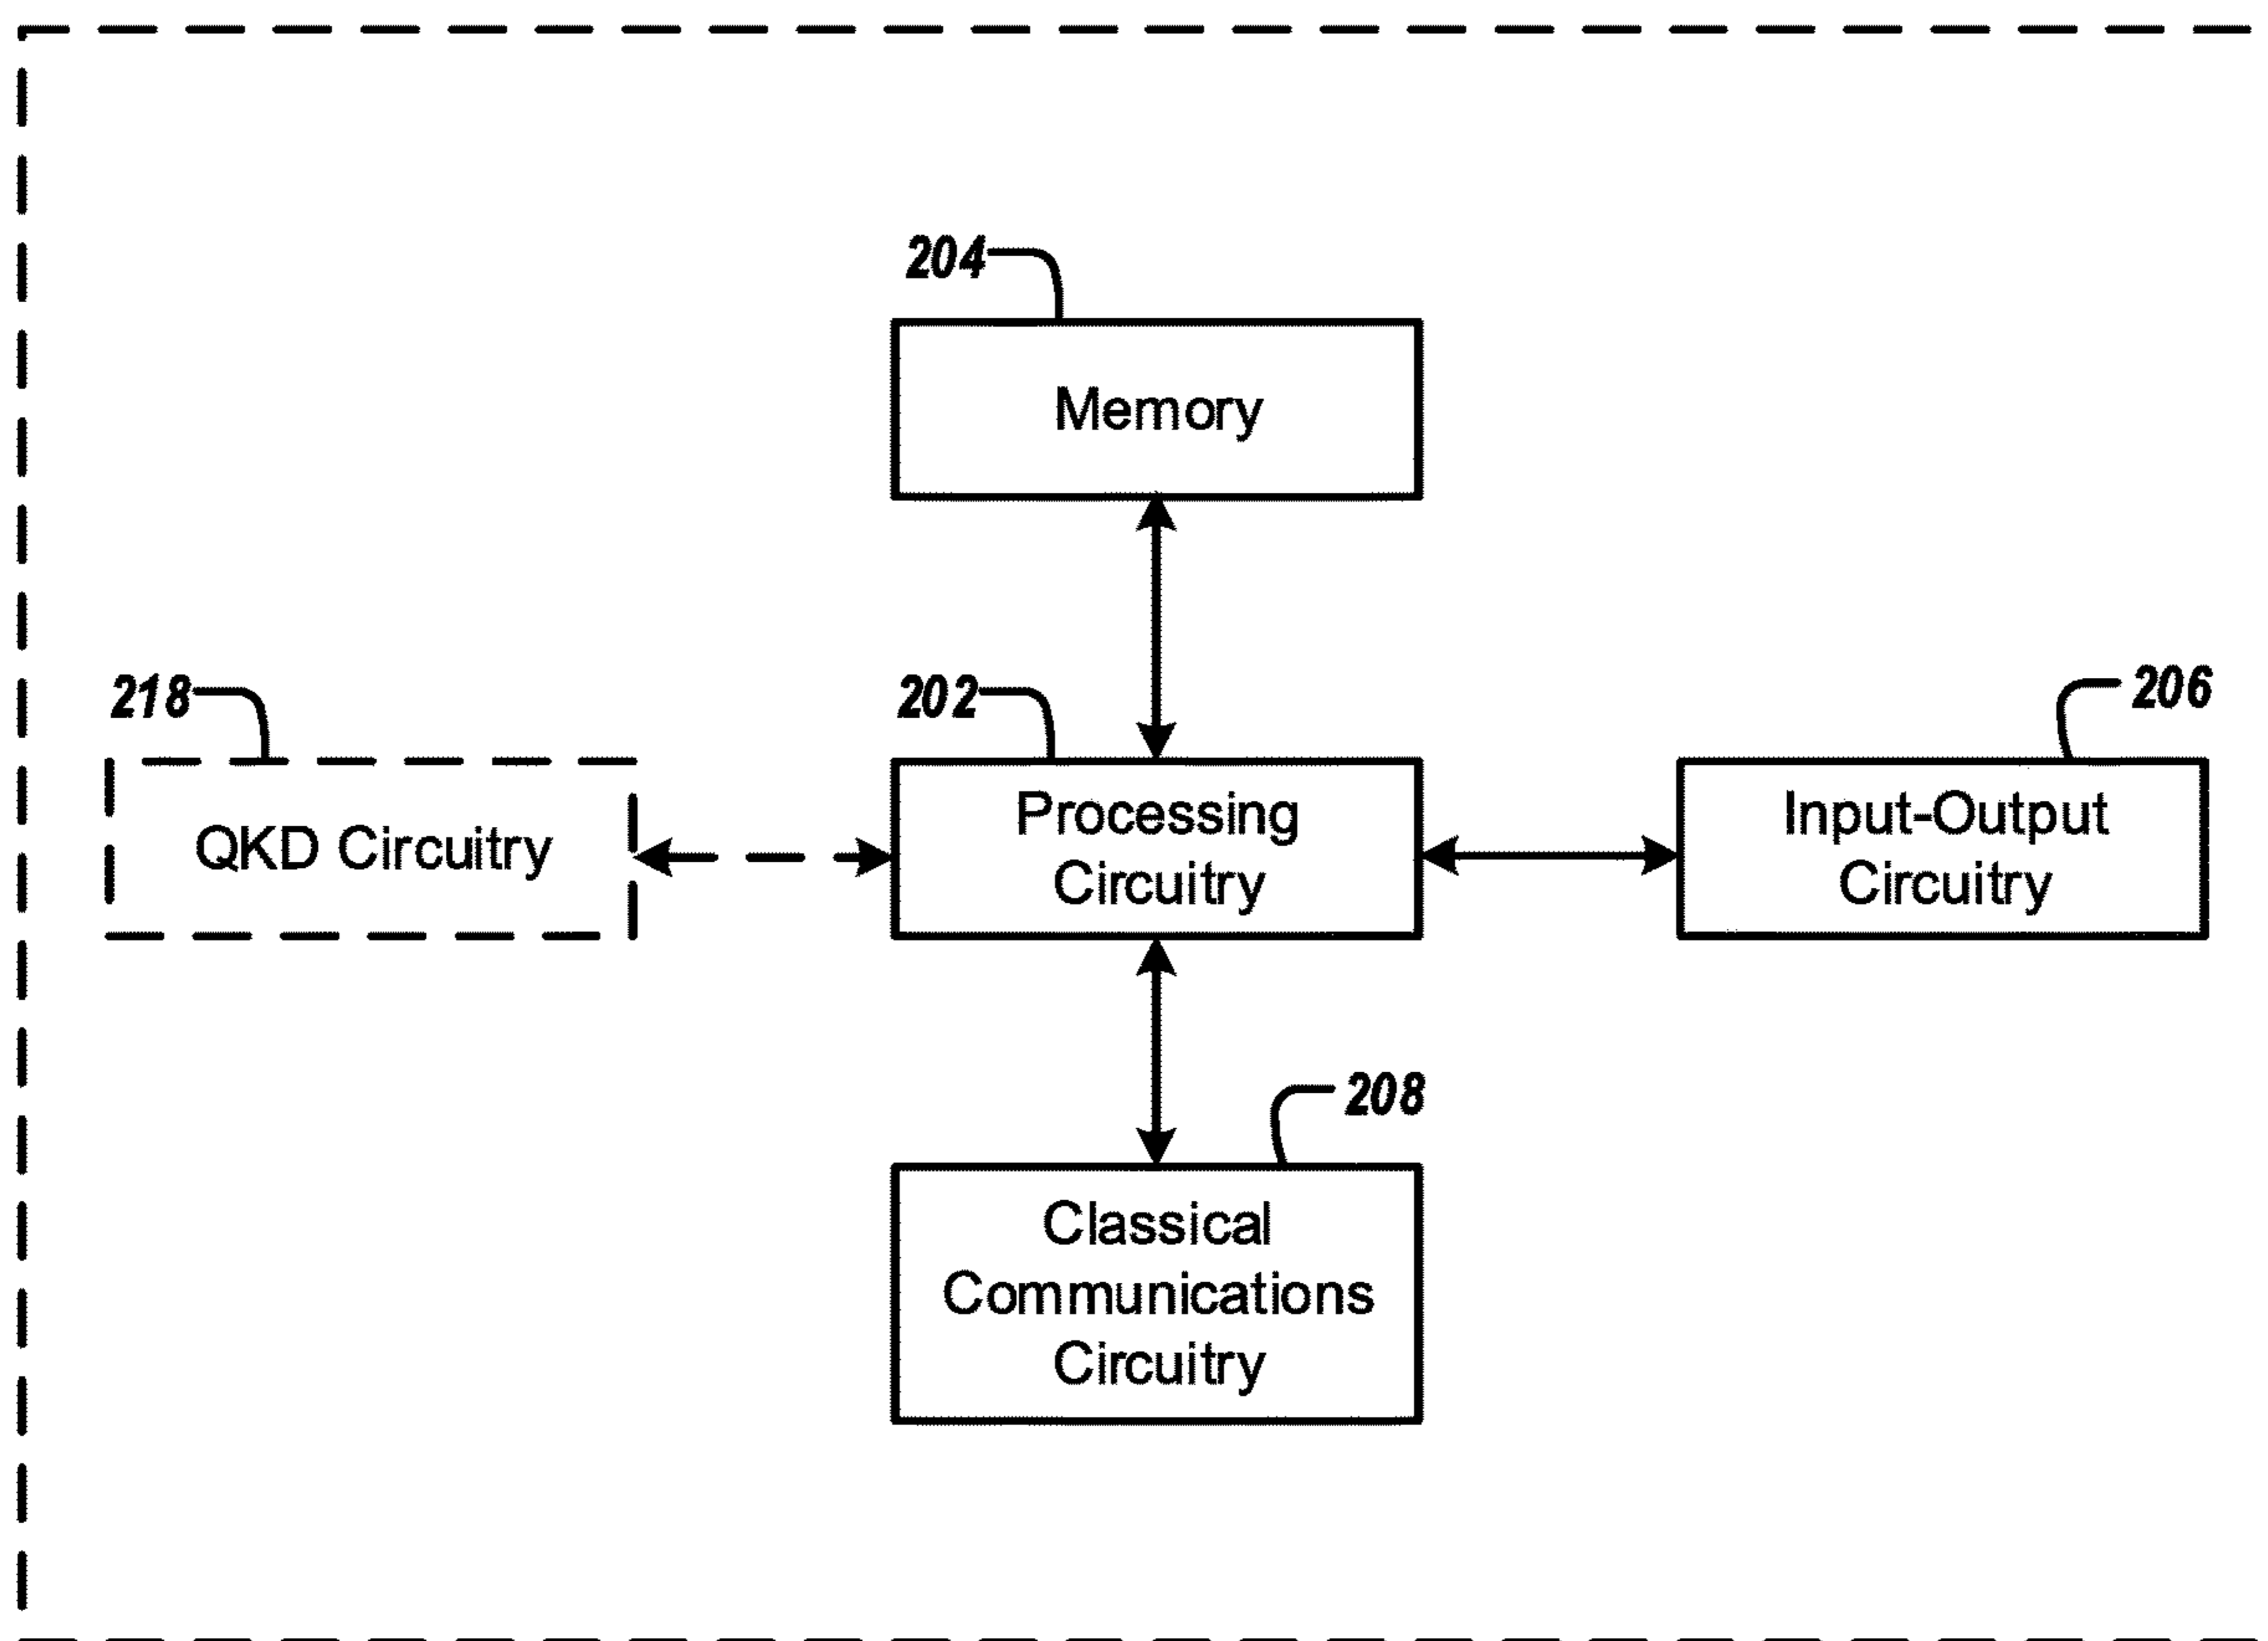 204
Memory
218
202
206
QKD Circuitry
Processing
Circuitry
Input-Output
Circuitry
208
Classical
Communications
Circuitry